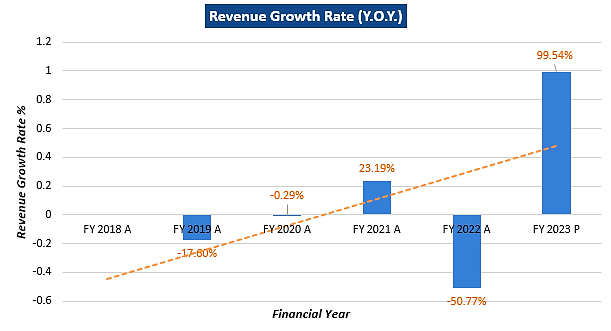 Revenue Growth Rate (Y.O.Y.)
Revenue Growth Rate %
1.2
1
0.8
0.6
0.4
0.2
0
-0.2
-0.4
-0.6
99.54%
23.19%
-0.29%
-17.60%
-50.77%
FY 2018 A
FY 2019 A
FY 2020 A
FY 2021 A
FY 2022 A
FY 2023 P
Financial Year